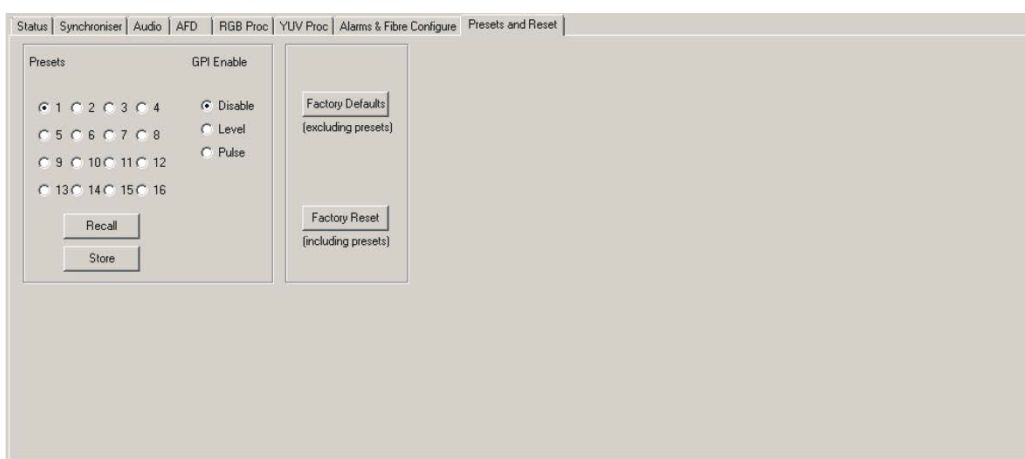 Status Synchroniser Audio AFD RGB Proc YUV Proc Alarms & Fibre Configure Presets and Reset
Presets GPI Enable
1 2 3 4 Disable
5 6 7 8 Level
9 10 11 12 Pulse
13 14 15 16
Recall
Store
Factory Defaults
(excluding presets)
Factory Reset
(including presets)